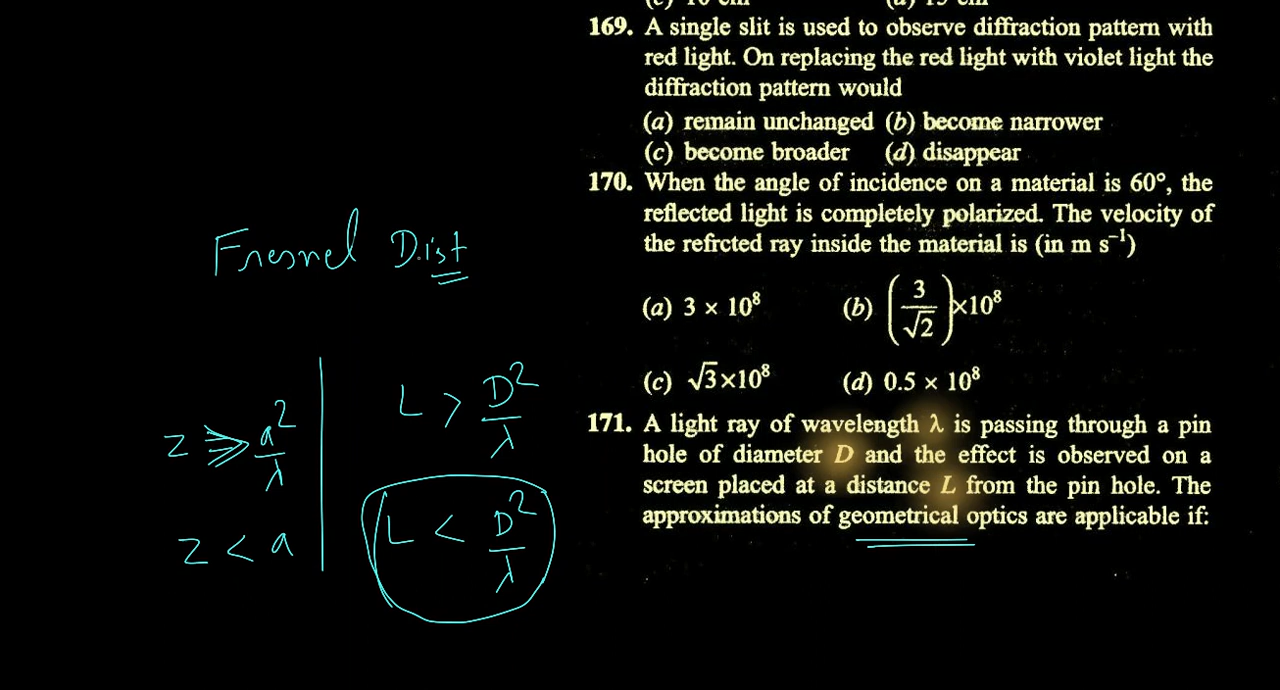 169. A single slit is used to observe diffraction pattern with
red light. On replacing the red light with violet light the
diffraction pattern would
(a) remain unchanged (b) become narrower
(c) become broader (d) disappear
170. When the angle of incidence on a material is 60°, the
reflected light is completely polarized. The velocity of
the refrcted ray inside the material is (in m s⁻¹)
(a) 3 × 10⁸ (b) (3/√2)×10⁸
(c) √3×10⁸ (d) 0.5 × 10⁸
171. A light ray of wavelength λ is passing through a pin
hole of diameter D and the effect is observed on a
screen placed at a distance L from the pin hole. The
approximations of geometrical optics are applicable if:
Fresnel Dist
z ≫ a²/λ
z < a
L > D²/λ
L < D²/λ